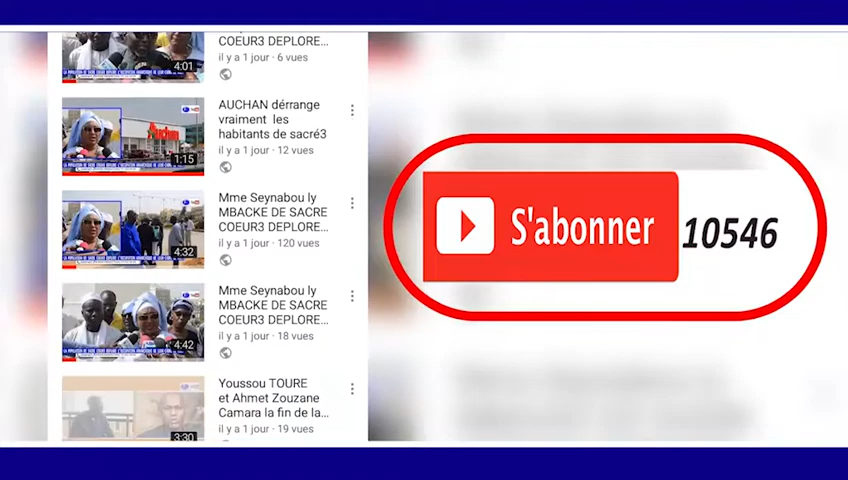 COEUR3 DEPLORE...
il y a 1 jour · 6 vues
4:01
AUCHAN dérrange
vraiment les
habitants de sacré3
il y a 1 jour · 12 vues
Auchan
1:15
Mme Seynabou ly
MBACKE DE SACRE
COEUR3 DEPLORE...
il y a 1 jour · 120 vues
4:32
Mme Seynabou ly
MBACKE DE SACRE
COEUR3 DEPLORE...
il y a 1 jour · 18 vues
4:42
Youssou TOURE
et Ahmet Zouzane
Camara la fin de la...
il y a 1 jour · 19 vues
3:30
S'abonner
10546